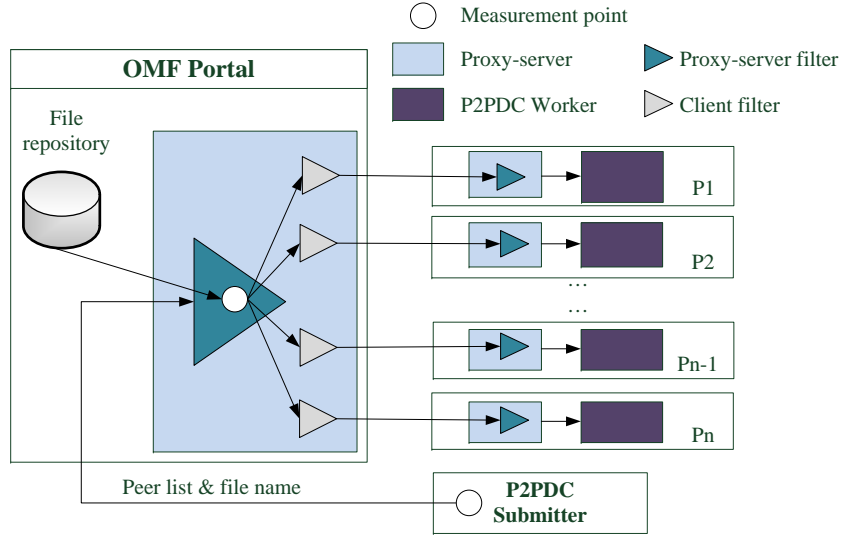 Measurement point
Proxy-server
Proxy-server filter
P2PDC Worker
Client filter
OMF Portal
File
repository
P1
P2
...
...
Pn-1
Pn
Peer list & file name
P2PDC
Submitter